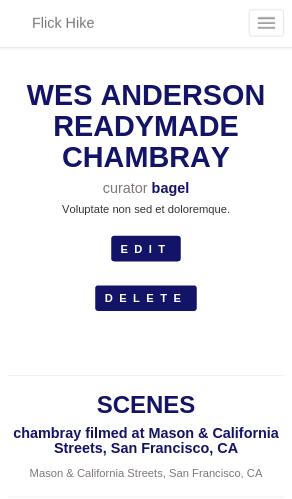 Flick Hike
WES ANDERSON
READYMADE
CHAMBRAY
curator bagel
Voluptate non sed et doloremque.
EDIT
DELETE
SCENES
chambray filmed at Mason & California
Streets, San Francisco, CA
Mason & California Streets, San Francisco, CA